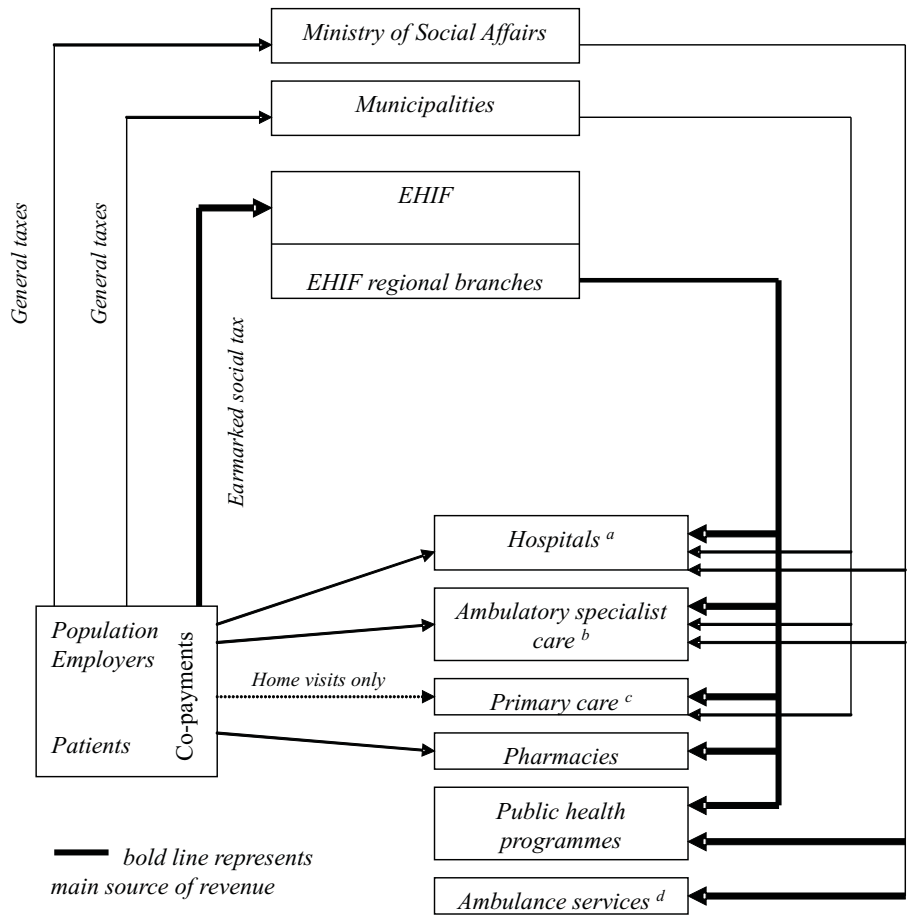 Ministry of Social Affairs
Municipalities
EHIF
EHIF regional branches
General taxes
General taxes
Earmarked social tax
Hospitals a
Ambulatory specialist
care b
Population
Employers
Patients
Co-payments
Home visits only
Primary care c
Pharmacies
Public health
programmes
Ambulance services d
bold line represents
main source of revenue